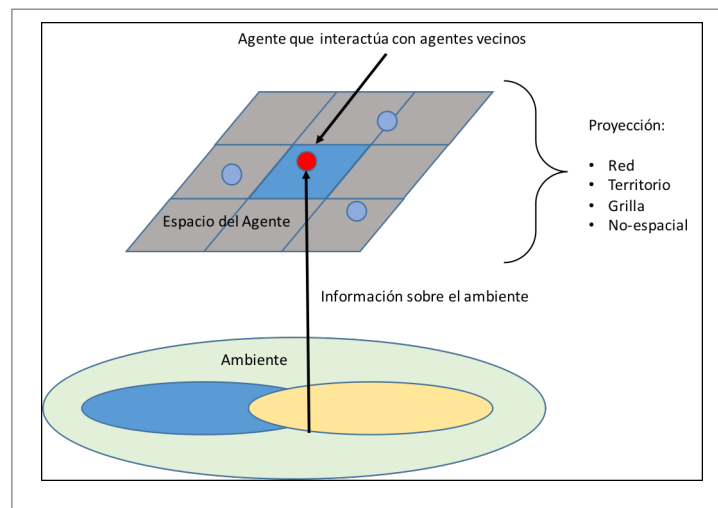 Agente que interactúa con agentes vecinos
Proyección:
• Red
• Territorio
• Grilla
• No-espacial
Espacio del Agente
Información sobre el ambiente
Ambiente